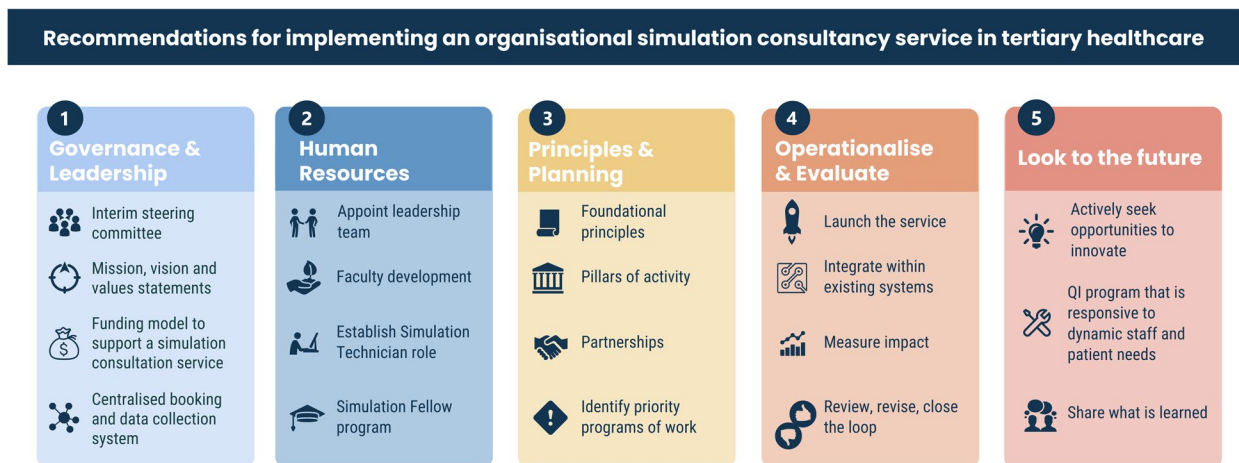 Recommendations for implementing an organisational simulation consultancy service in tertiary healthcare
1
Governance &
Leadership
Interim steering
committee
Mission, vision and
values statements
Funding model to
support a simulation
consultation service
$
Centralised booking
and data collection
system
2
Human
Resources
Appoint leadership
team
Faculty development
Establish Simulation
Technician role
Simulation Fellow
program
3
Principles &
Planning
Foundational
principles
Pillars of activity
Partnerships
Identify priority
programs of work
4
Operationalise
& Evaluate
Launch the service
Integrate within
existing systems
Measure impact
Review, revise, close
the loop
5
Look to the future
Actively seek
opportunities to
innovate
QI program that is
responsive to
dynamic staff and
patient needs
Share what is learned